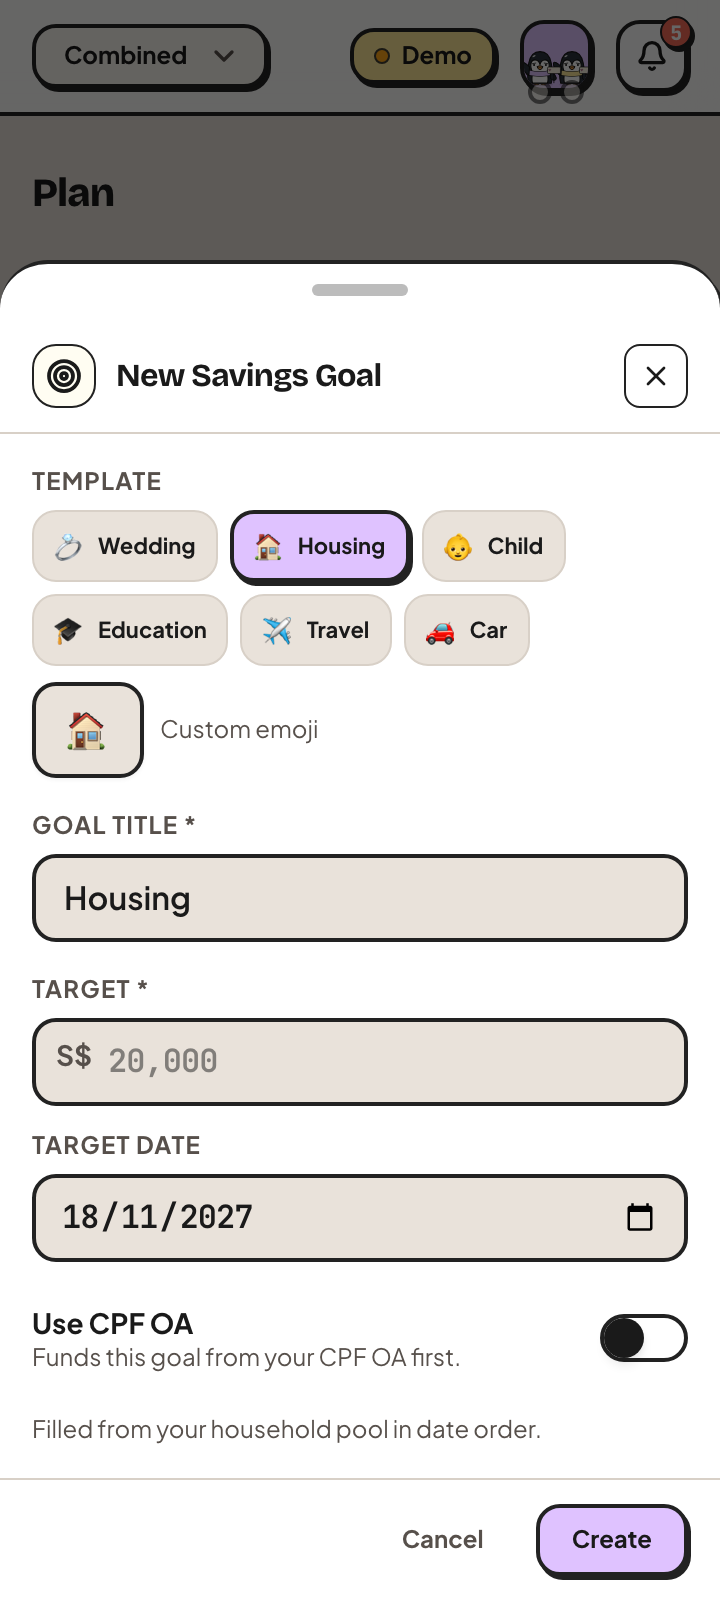 Combined
Demo
5
Plan
New Savings Goal
TEMPLATE
Wedding
Housing
Child
Education
Travel
Car
Custom emoji
GOAL TITLE *
Housing
TARGET *
S$ 20,000
TARGET DATE
18/11/2027
Use CPF OA
Funds this goal from your CPF OA first.
Filled from your household pool in date order.
Cancel
Create